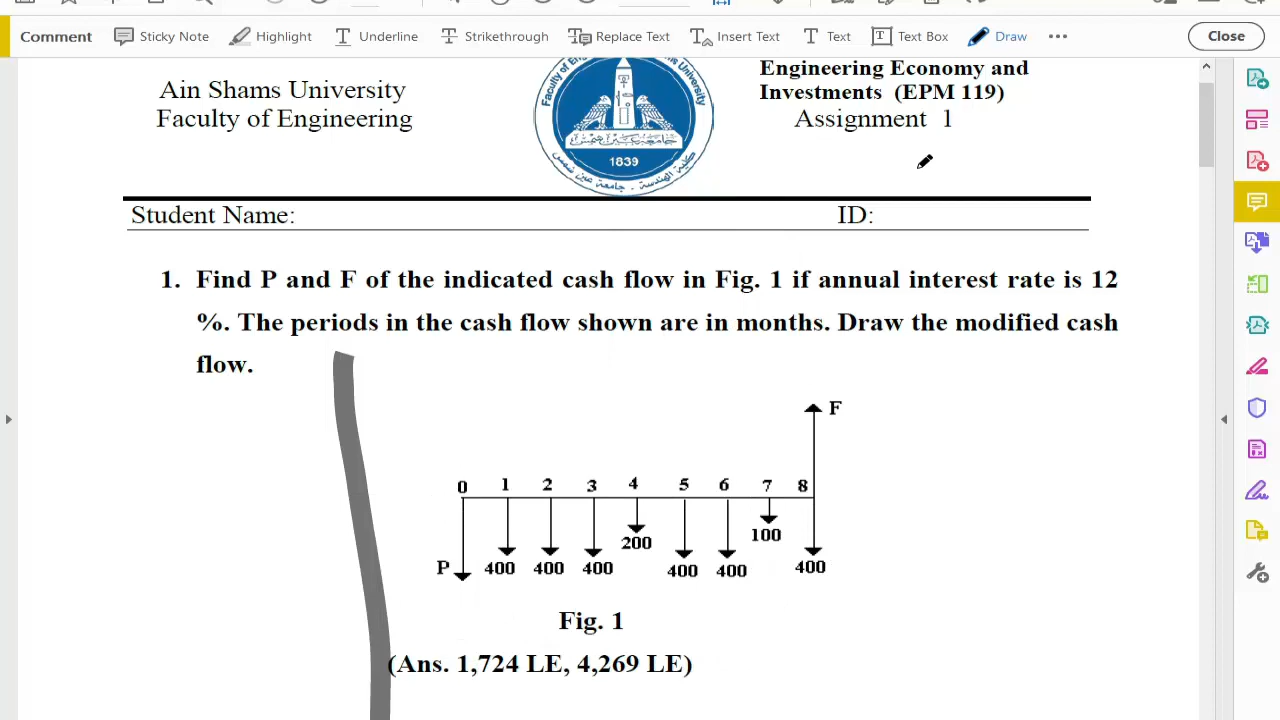 Comment Sticky Note Highlight Underline Strikethrough Replace Text Insert Text Text Text Box Draw Close
Ain Shams University
Faculty of Engineering
1839
Engineering Economy and
Investments (EPM 119)
Assignment 1
Student Name: ID:
1. Find P and F of the indicated cash flow in Fig. 1 if annual interest rate is 12
%. The periods in the cash flow shown are in months. Draw the modified cash
flow.
F
0 1 2 3 4 5 6 7 8
P 400 400 400 200 400 400 100 400
Fig. 1
(Ans. 1,724 LE, 4,269 LE)